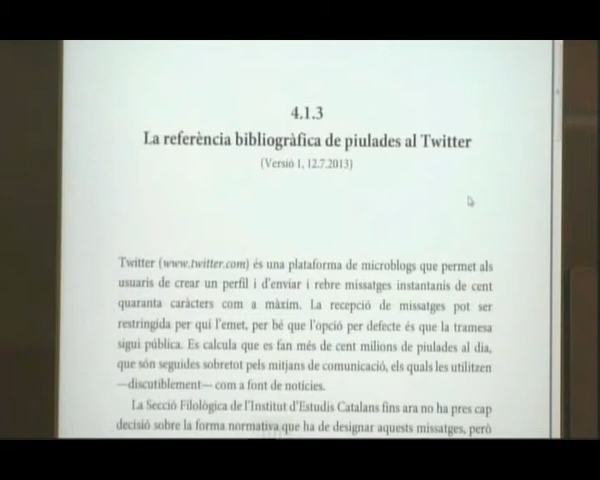 4.1.3
La referència bibliogràfica de piulades al Twitter
(Versió 1, 12.7.2013)
Twitter (www.twitter.com) és una plataforma de microblogs que permet als
usuaris de crear un perfil i d'enviar i rebre missatges instantanis de cent
quaranta caràcters com a màxim. La recepció de missatges pot ser
restringida per qui l'emet, per bé que l'opció per defecte és que la tramesa
sigui pública. Es calcula que es fan més de cent milions de piulades al dia,
que són seguides sobretot pels mitjans de comunicació, els quals les utilitzen
—discutiblement— com a font de notícies.
La Secció Filològica de l'Institut d'Estudis Catalans fins ara no ha pres cap
decisió sobre la forma normativa que ha de designar aquests missatges, però